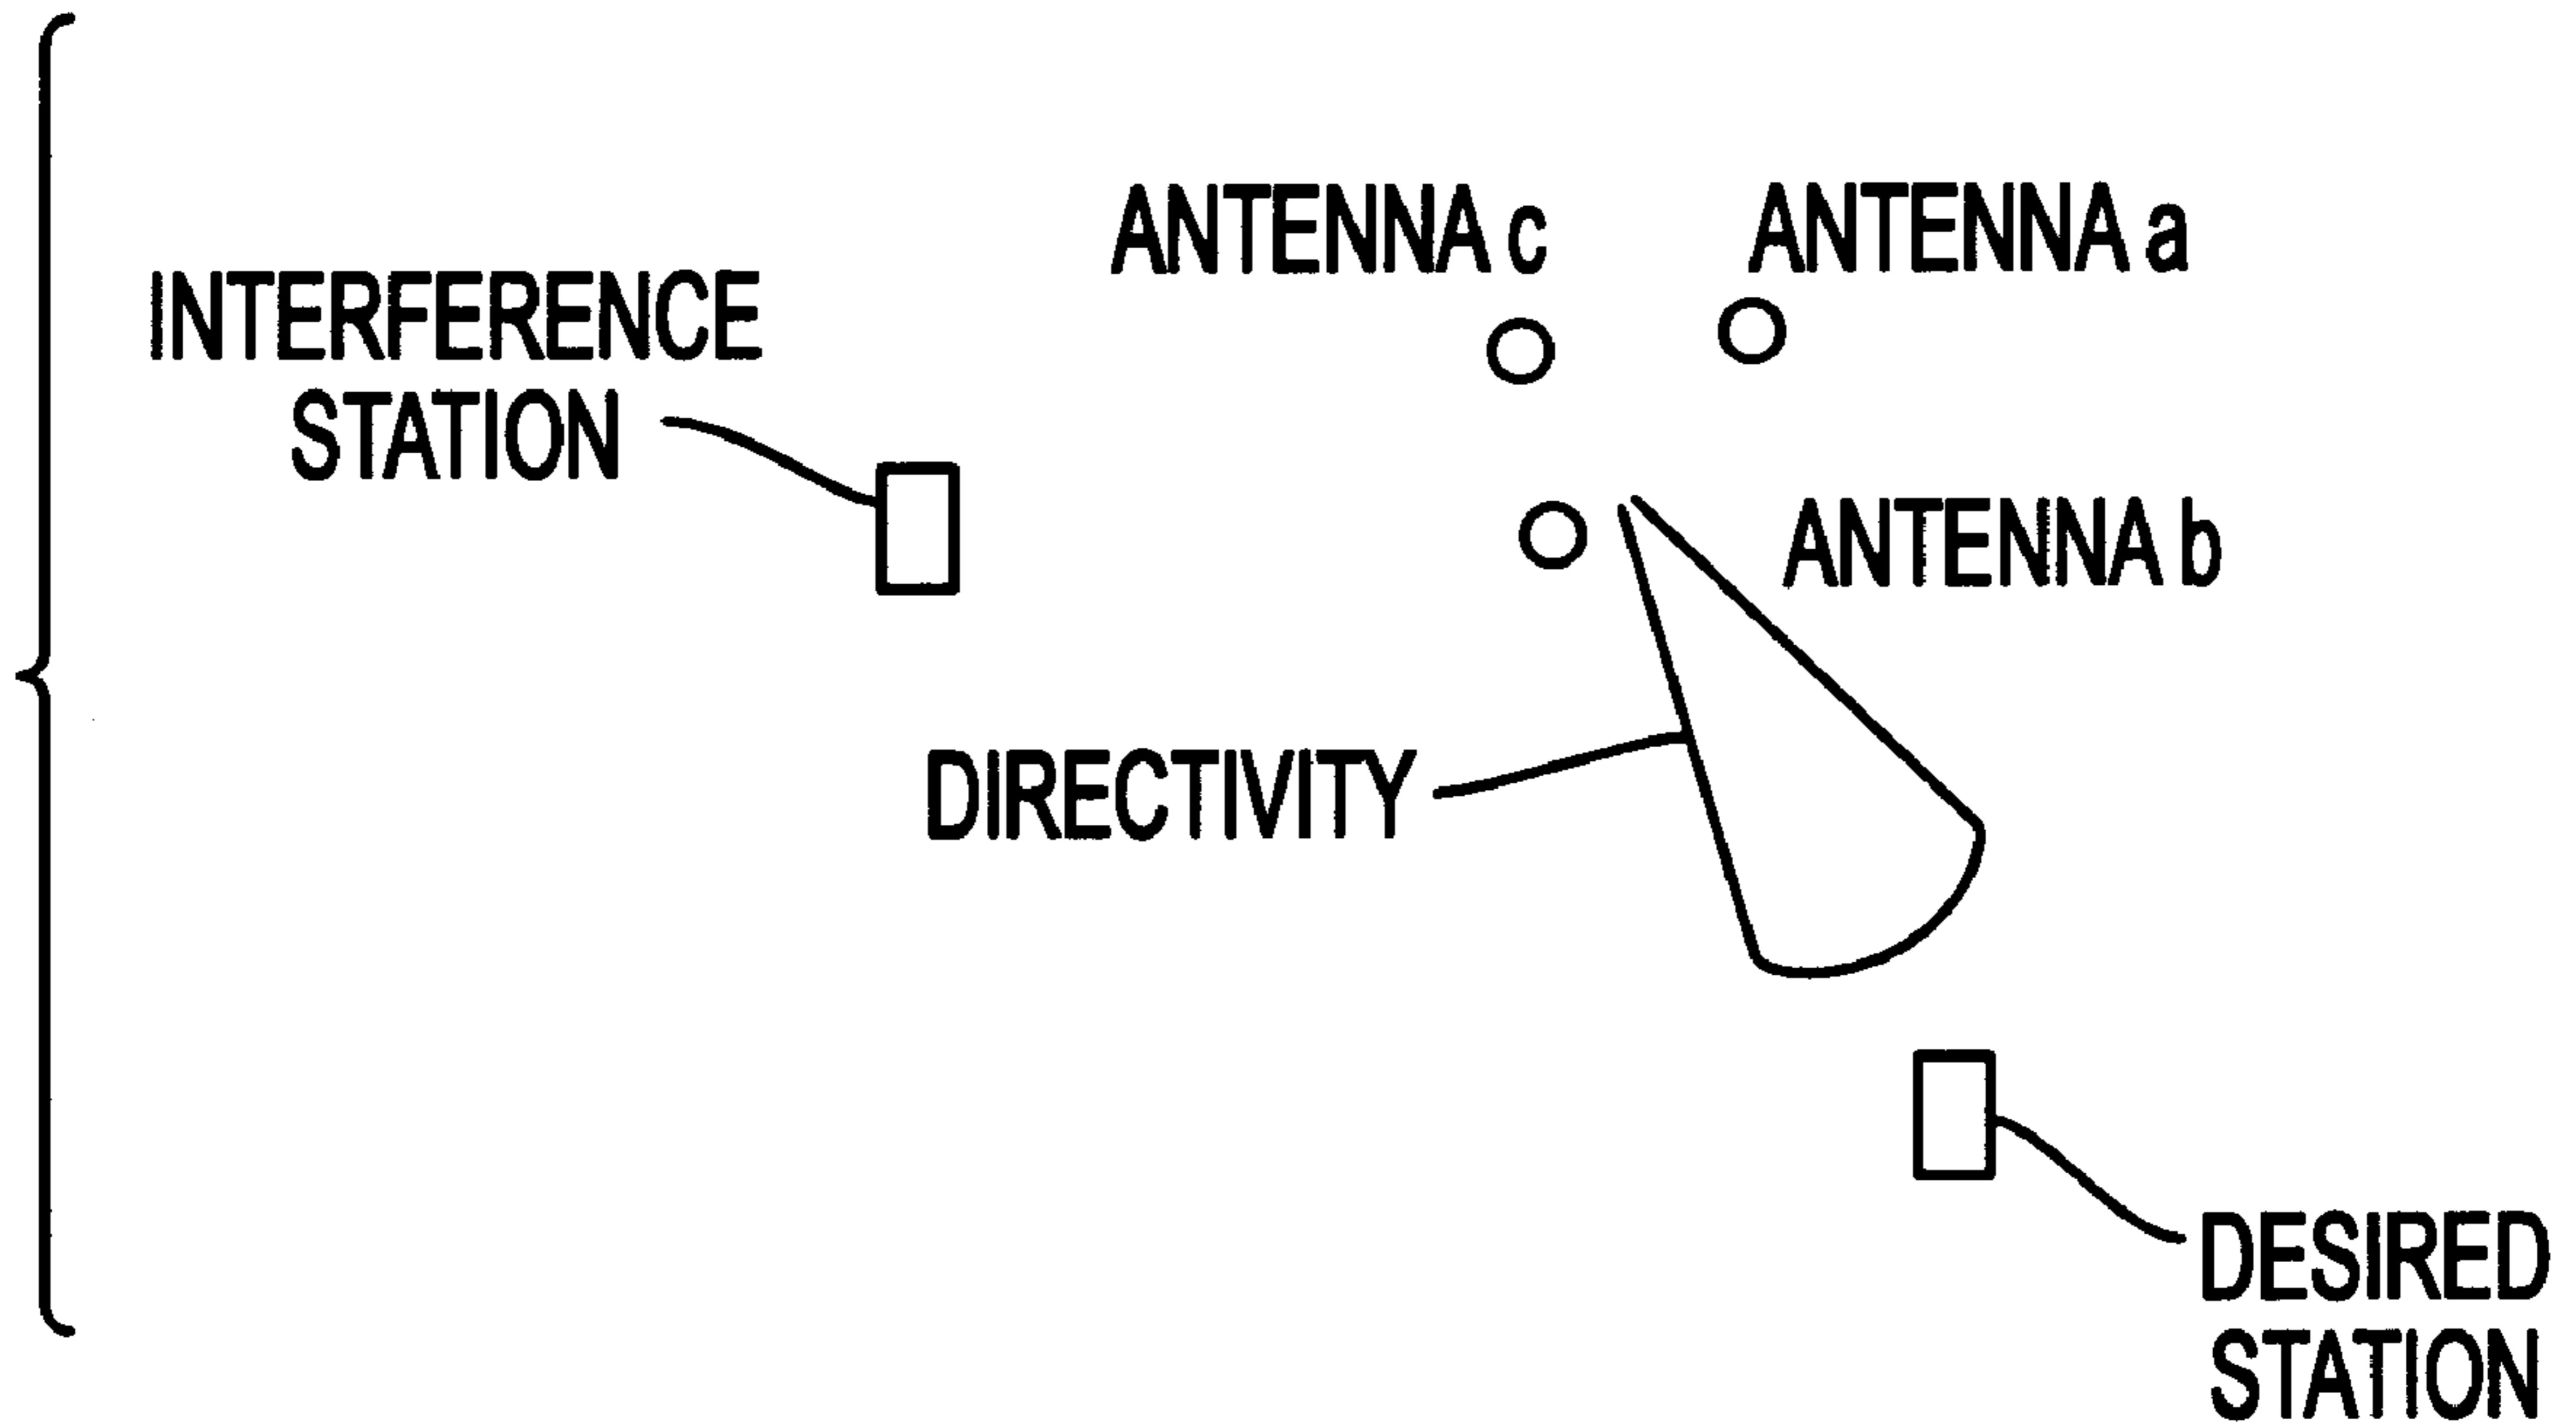 ANTENNA c
ANTENNA a
INTERFERENCE
STATION
ANTENNA b
DIRECTIVITY
DESIRED
STATION